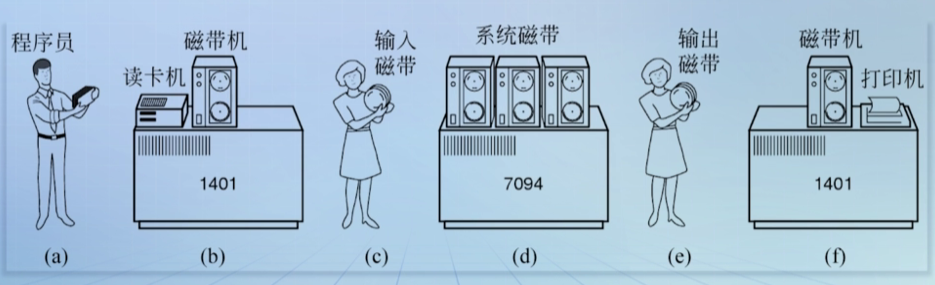 程序员
读卡机
磁带机
1401
输入
磁带
系统磁带
7094
输出
磁带
磁带机
打印机
1401
(a)
(b)
(c)
(d)
(e)
(f)